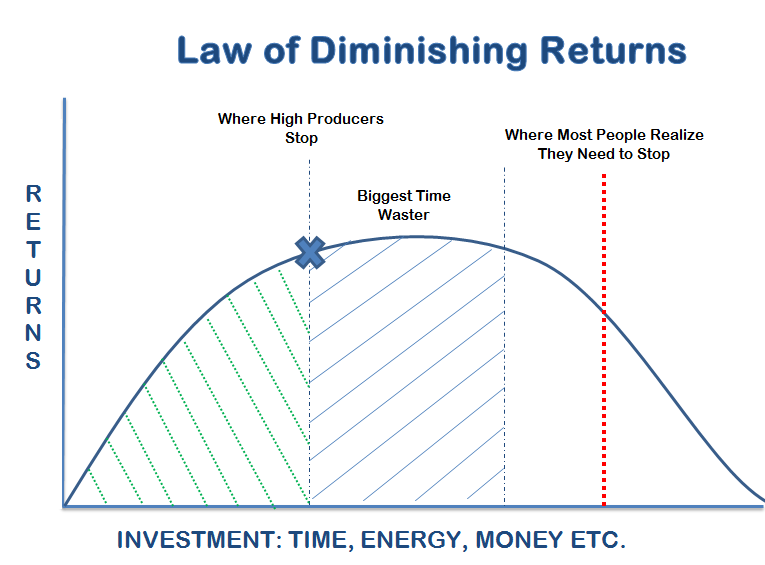 Law of Diminishing Returns
Where High Producers
Stop
Where Most People Realize
They Need to Stop
Biggest Time
Waster
RETURNS
INVESTMENT: TIME, ENERGY, MONEY ETC.